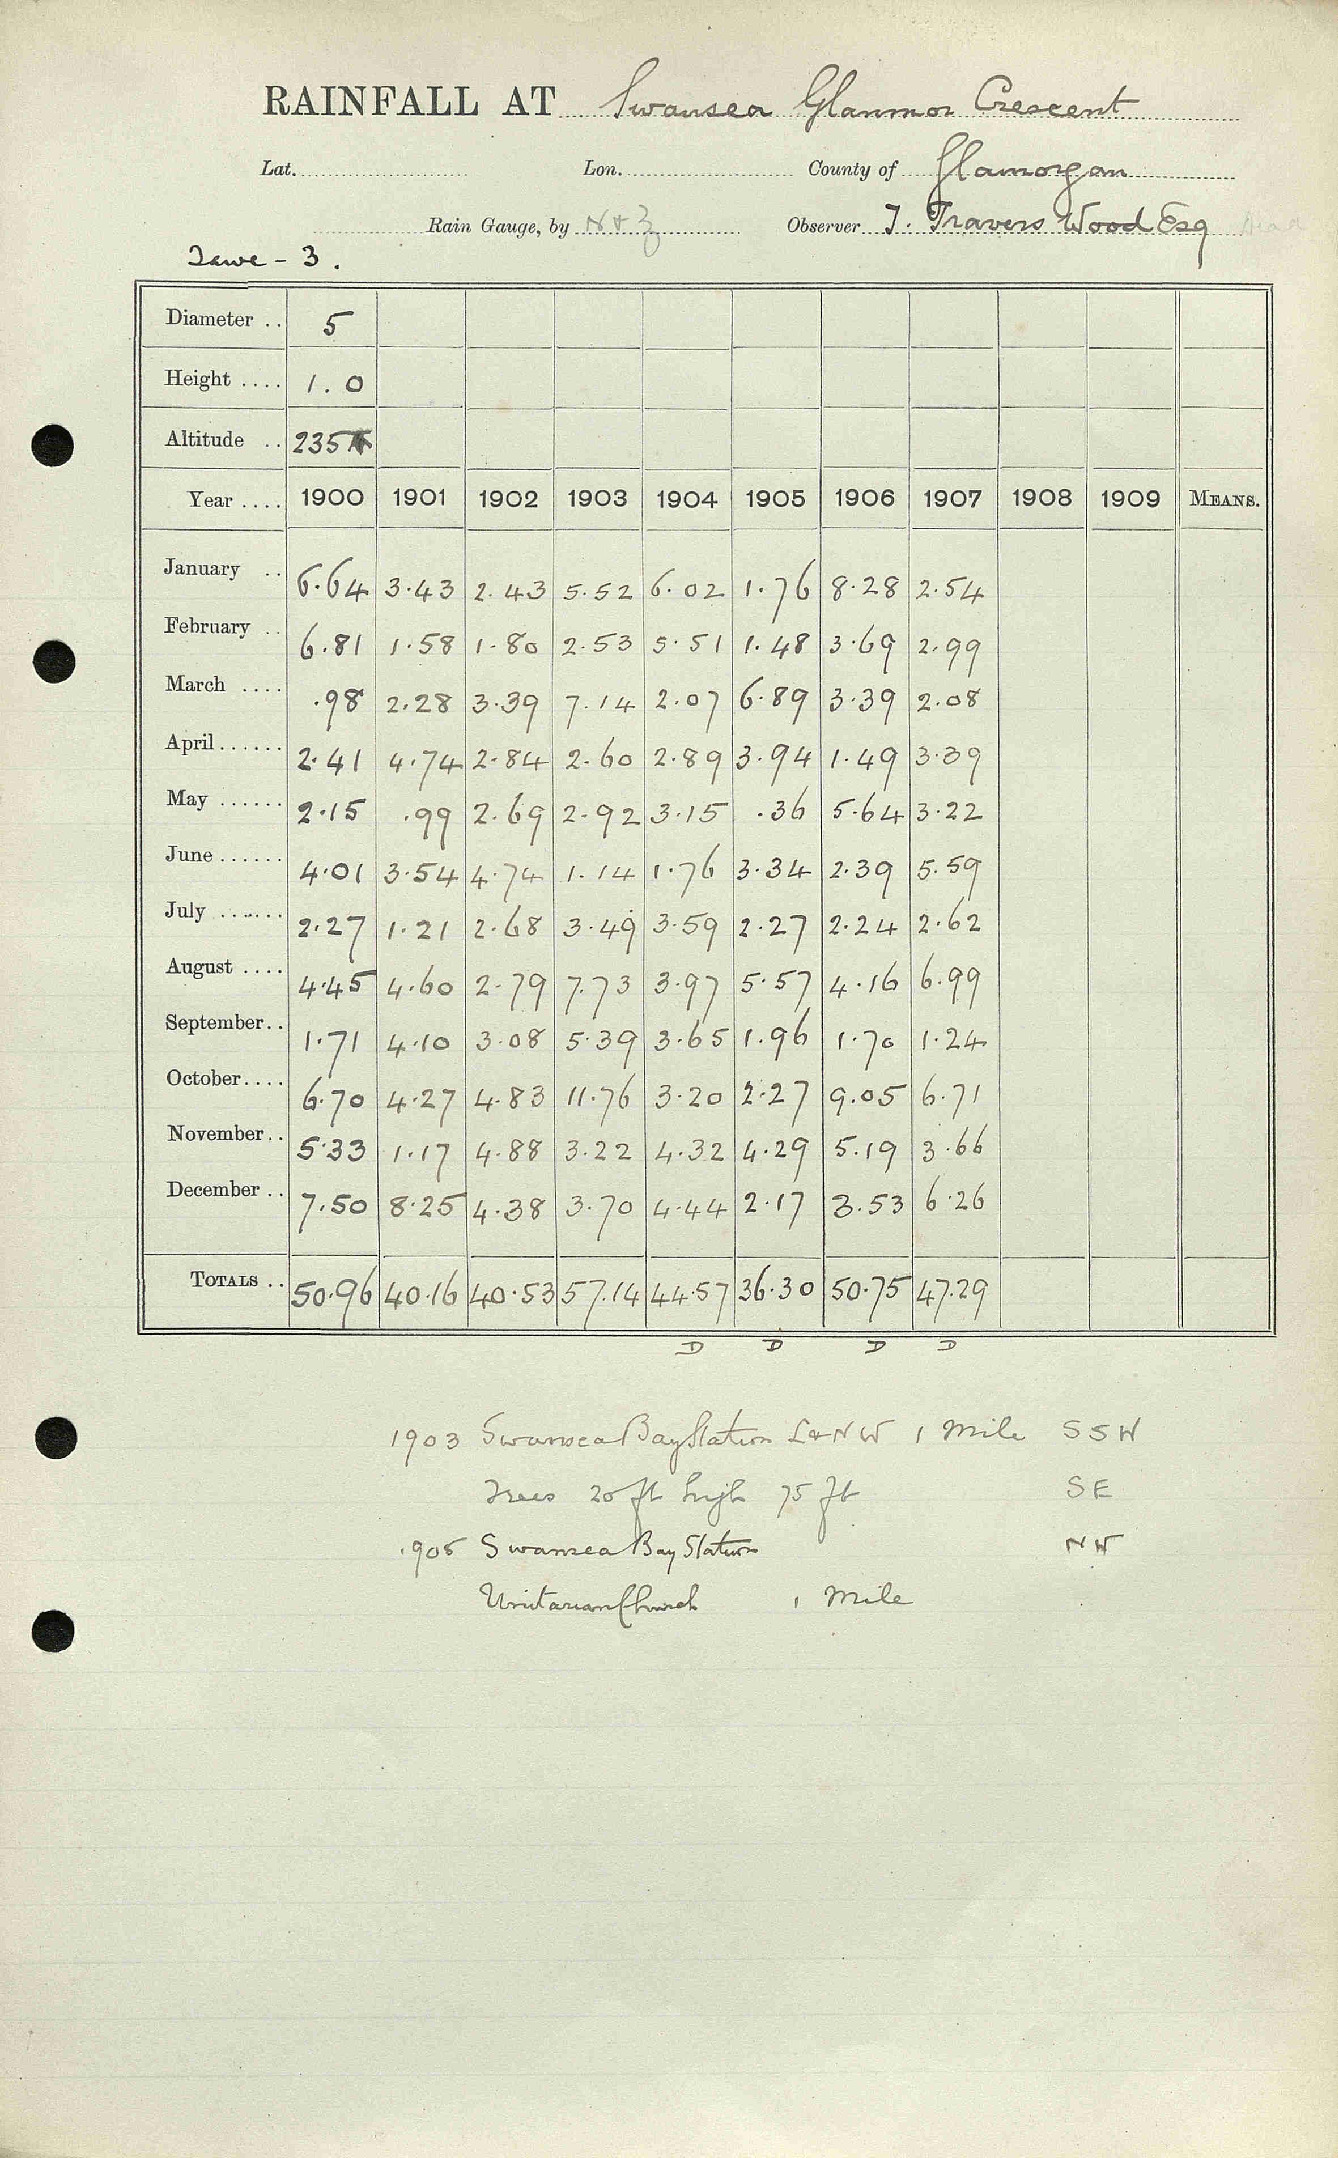 RAINFALL AT Swansea Glanmor Crescent
Lat. Lon. County of Glamorgan
Rain Gauge, by N & Z Observer T. Travers Wood Esq Dead
Tawe - 3.
Diameter .. 5
Height .... 1.0
Altitude .. 235
Year .... 1900 1901 1902 1903 1904 1905 1906 1907 1908 1909 MEANS.
January .. 6.64 3.43 2.43 5.52 6.02 1.76 8.28 2.54
February .. 6.81 1.58 1.80 2.53 5.51 1.48 3.69 2.99
March .... .98 2.28 3.39 7.14 2.07 6.89 3.39 2.08
April ...... 2.41 4.74 2.84 2.60 2.89 3.94 1.49 3.39
May ...... 2.15 .99 2.69 2.92 3.15 .36 5.64 3.22
June ...... 4.01 3.54 4.74 1.14 1.76 3.34 2.39 5.59
July ...... 2.27 1.21 2.68 3.49 3.59 2.27 2.24 2.62
August .... 4.45 4.60 2.79 7.73 3.97 5.57 4.16 6.99
September.. 1.71 4.10 3.08 5.39 3.65 1.96 1.70 1.24
October.... 6.70 4.27 4.83 11.76 3.20 2.27 9.05 6.71
November.. 5.33 1.17 4.88 3.22 4.32 4.29 5.19 3.66
December .. 7.50 8.25 4.38 3.70 4.44 2.17 3.53 6.26
TOTALS .. 50.96 40.16 40.53 57.14 44.57 36.30 50.75 47.29
D D D D
1903 Swansea Bay Station L & N W 1 Mile SSW
Trees 20 ft high 75 ft SE
Swansea Bay Station NW
Unitarian Church 1 Mile